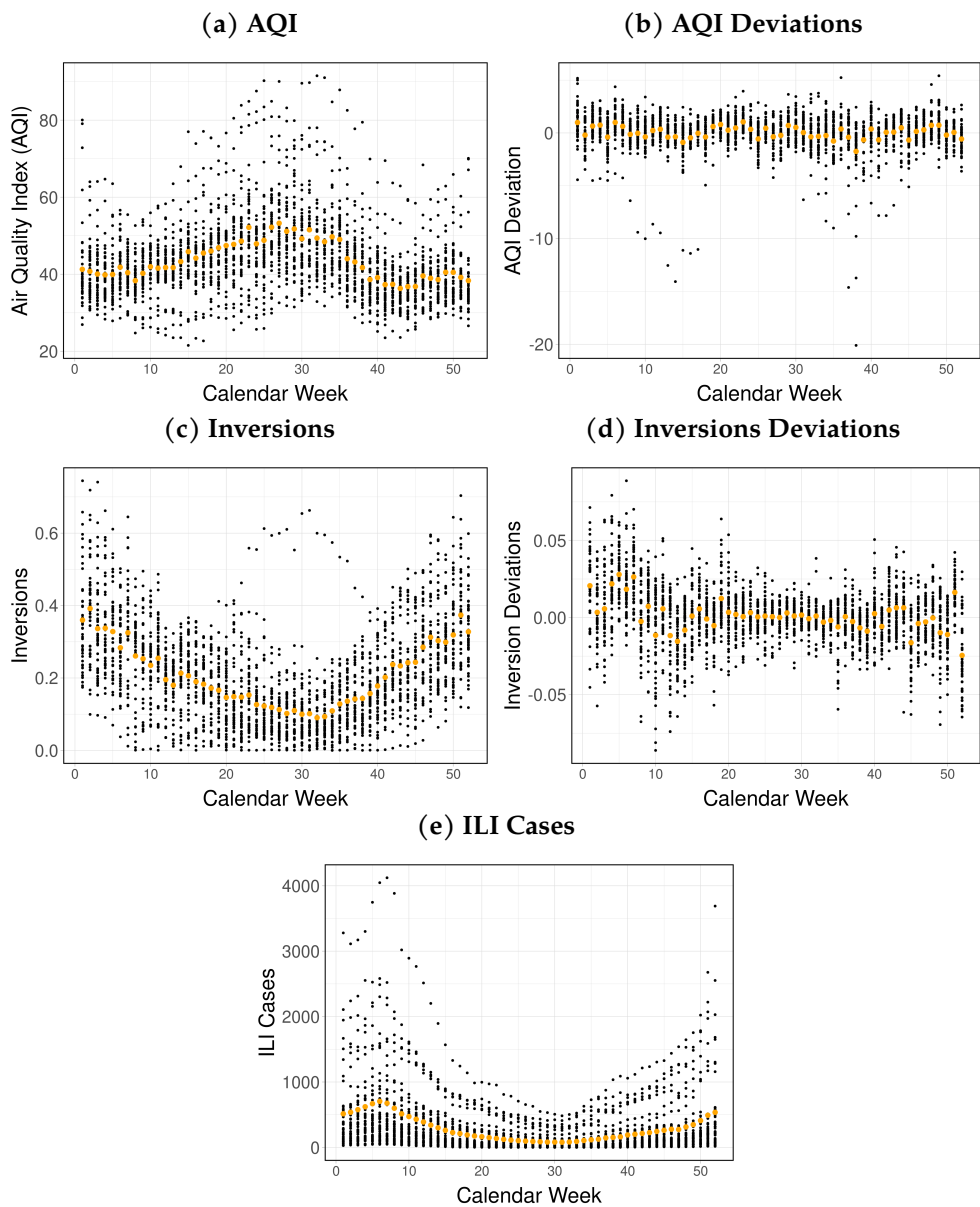 (a) AQI
(b) AQI Deviations
Air Quality Index (AQI)
80
60
40
20
0 10 20 30 40 50
Calendar Week
AQI Deviation
0
-10
-20
0 10 20 30 40 50
Calendar Week
(c) Inversions
(d) Inversions Deviations
Inversions
0.6
0.4
0.2
0.0
0 10 20 30 40 50
Calendar Week
Inversion Deviations
0.05
0.00
-0.05
0 10 20 30 40 50
Calendar Week
(e) ILI Cases
ILI Cases
4000
3000
2000
1000
0
0 10 20 30 40 50
Calendar Week